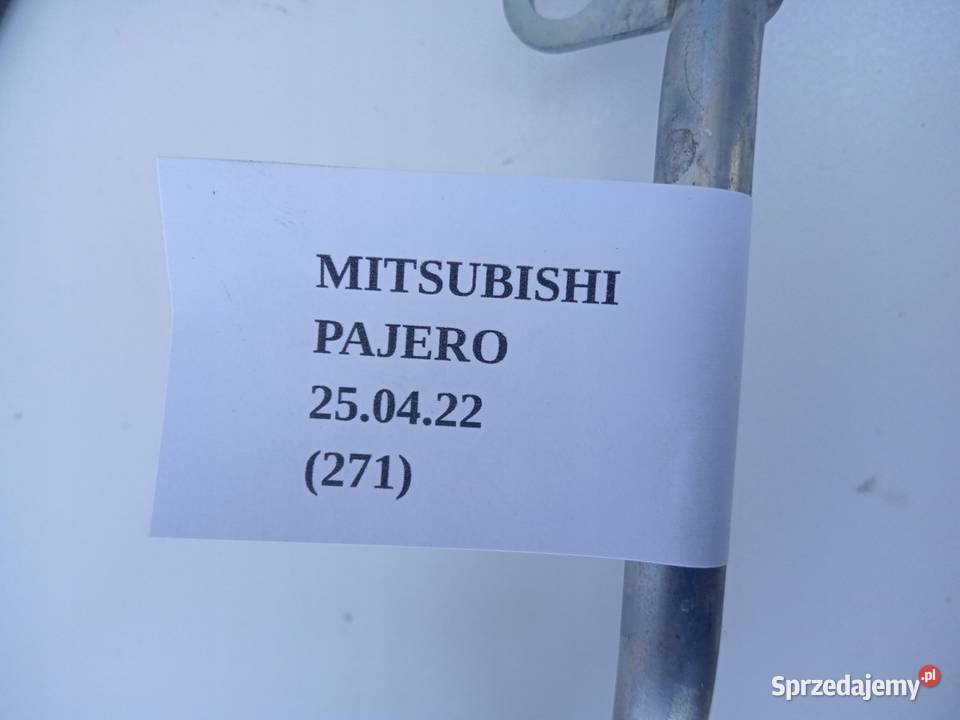 MITSUBISHI
PAJERO
25.04.22
(271)
Sprzedajemy.pl